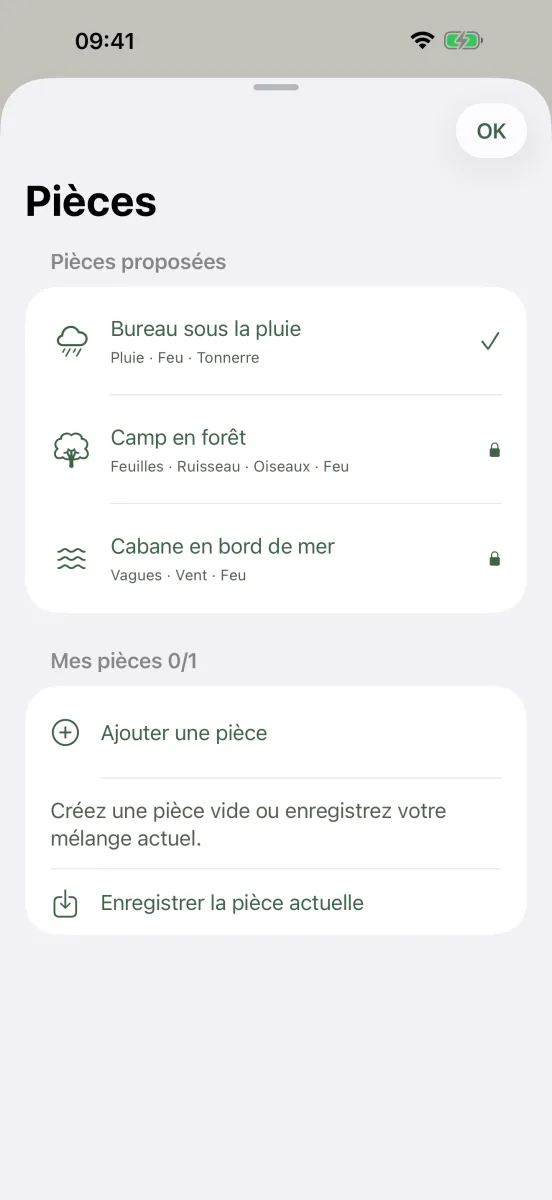 09:41
OK
Pièces
Pièces proposées
Bureau sous la pluie
Pluie · Feu · Tonnerre
Camp en forêt
Feuilles · Ruisseau · Oiseaux · Feu
Cabane en bord de mer
Vagues · Vent · Feu
Mes pièces 0/1
Ajouter une pièce
Créez une pièce vide ou enregistrez votre
mélange actuel.
Enregistrer la pièce actuelle